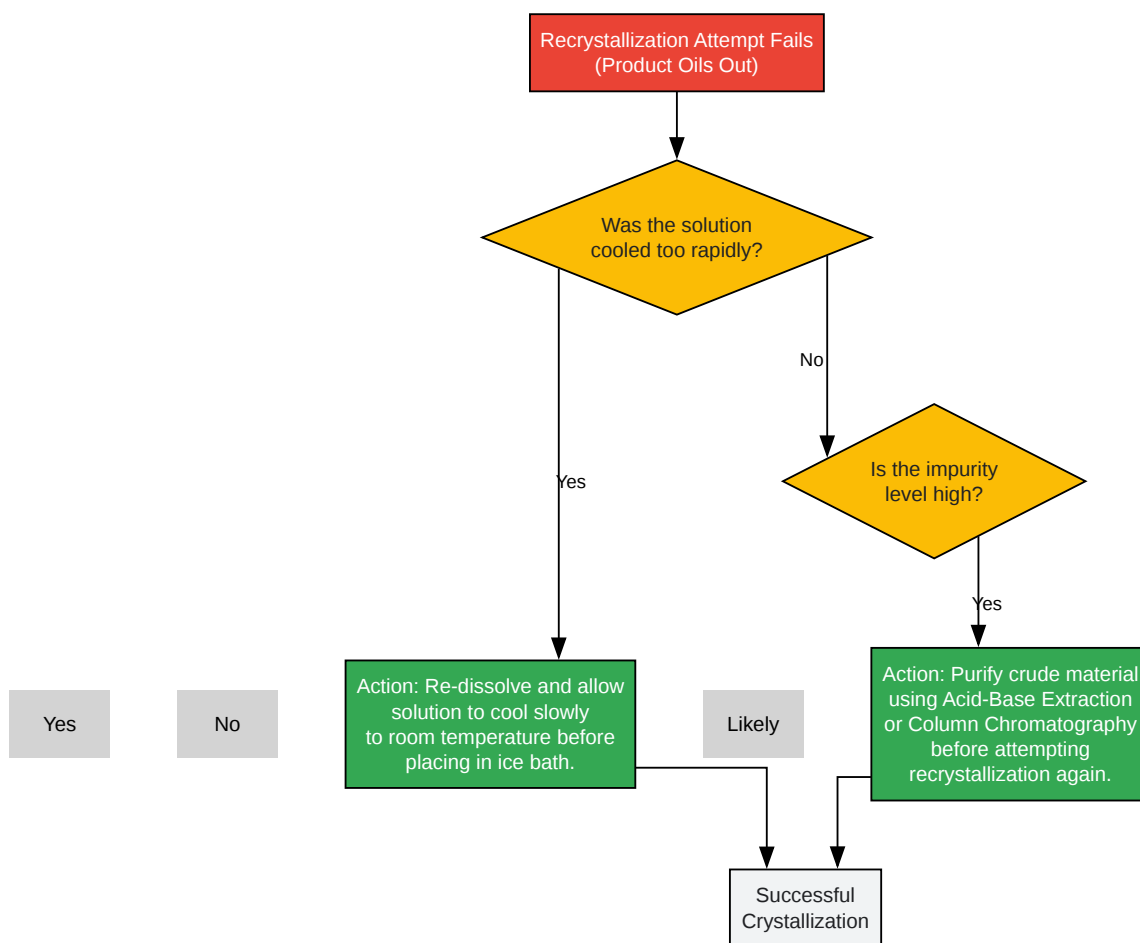 Recrystallization Attempt Fails
(Product Oils Out)
Was the solution
cooled too rapidly?
No
Is the impurity
level high?
Yes
Yes
Action: Re-dissolve and allow
solution to cool slowly
to room temperature before
placing in ice bath.
Action: Purify crude material
using Acid-Base Extraction
or Column Chromatography
before attempting
recrystallization again.
Yes
No
Likely
Successful
Crystallization